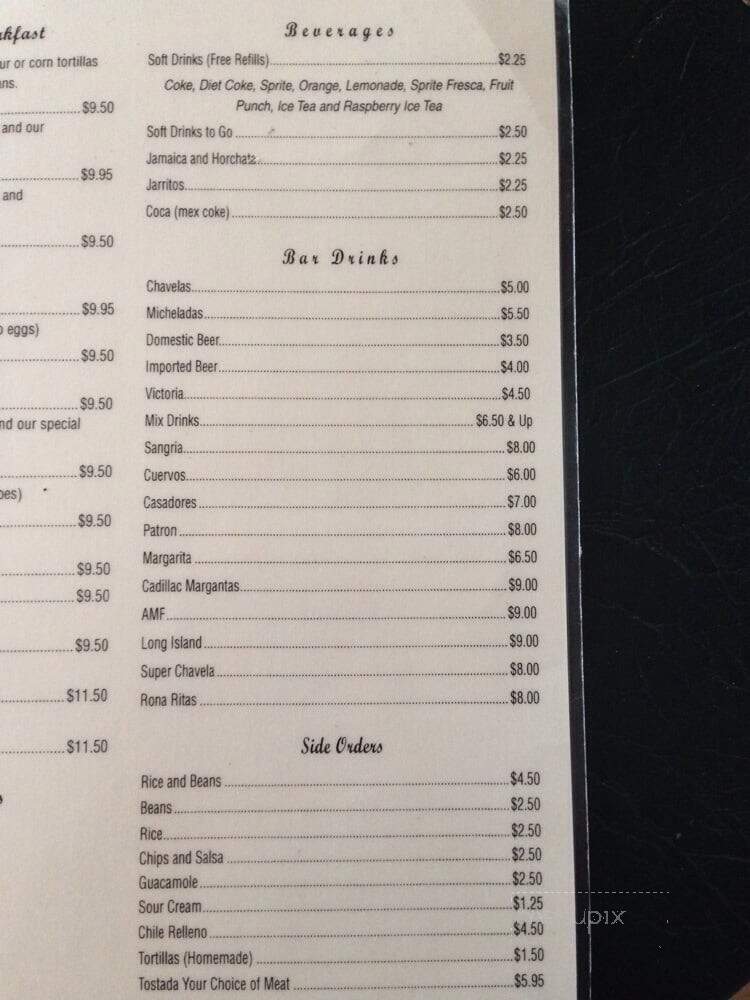 kfast
ur or corn tortillas
ns.
$9.50
and our
$9.95
and
$9.50
$9.95
o eggs)
$9.50
$9.50
nd our special
$9.50
oes)
$9.50
$9.50
$9.50
$9.50
$11.50
$11.50
s
Beverages
Soft Drinks (Free Refills) $2.25
Coke, Diet Coke, Sprite, Orange, Lemonade, Sprite Fresca, Fruit
Punch, Ice Tea and Raspberry Ice Tea
Soft Drinks to Go $2.50
Jamaica and Horchata $2.25
Jarritos $2.25
Coca (mex coke) $2.50
Bar Drinks
Chavelas $5.00
Micheladas $5.50
Domestic Beer $3.50
Imported Beer $4.00
Victoria $4.50
Mix Drinks $6.50 & Up
Sangria $8.00
Cuervos $6.00
Casadores $7.00
Patron $8.00
Margarita $6.50
Cadillac Margantas $9.00
AMF $9.00
Long Island $9.00
Super Chavela $8.00
Rona Ritas $8.00
Side Orders
Rice and Beans $4.50
Beans $2.50
Rice $2.50
Chips and Salsa $2.50
Guacamole $2.50
Sour Cream $1.25
Chile Relleno $4.50
Tortillas (Homemade) $1.50
Tostada Your Choice of Meat $5.95